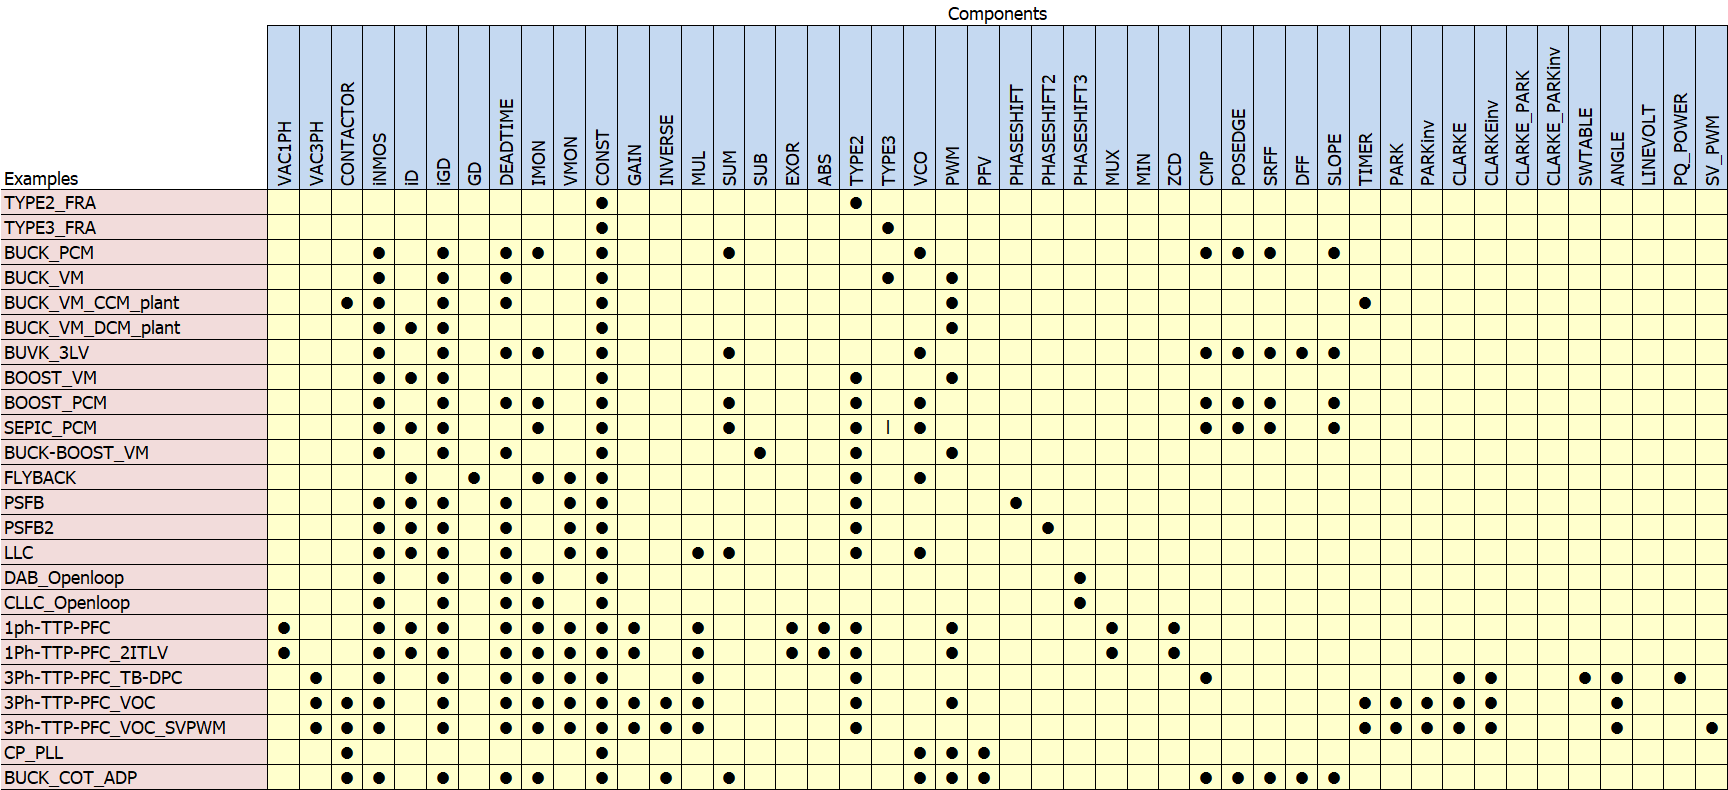 Components
Examples VAC1PH VAC3PH CONTACTOR iNMOS iD iGD GD DEADTIME IMON VMON CONST GAIN INVERSE MUL SUM SUB EXOR ABS TYPE2 TYPE3 VCO PWM PFV PHASESHIFT PHASESHIFT2 PHASESHIFT3 MUX MIN ZCD CMP POSEDGE SRFF DFF SLOPE TIMER PARK PARKinv CLARKE CLARKEinv CLARKE_PARK CLARKE_PARKinv SWTABLE ANGLE LINEVOLT PQ_POWER SV_PWM
TYPE2_FRA ● ●
TYPE3_FRA ● ●
BUCK_PCM ● ● ● ● ● ● ● ● ● ● ●
BUCK_VM ● ● ● ● ● ●
BUCK_VM_CCM_plant ● ● ● ● ● ● ●
BUCK_VM_DCM_plant ● ● ● ● ●
BUVK_3LV ● ● ● ● ● ● ● ● ● ● ● ●
BOOST_VM ● ● ● ● ● ●
BOOST_PCM ● ● ● ● ● ● ● ● ● ● ● ●
SEPIC_PCM ● ● ● ● ● ● ● l ● ● ● ● ●
BUCK-BOOST_VM ● ● ● ● ● ● ●
FLYBACK ● ● ● ● ● ● ●
PSFB ● ● ● ● ● ● ● ●
PSFB2 ● ● ● ● ● ● ● ●
LLC ● ● ● ● ● ● ● ● ● ●
DAB_Openloop ● ● ● ● ● ●
CLLC_Openloop ● ● ● ● ● ●
1ph-TTP-PFC ● ● ● ● ● ● ● ● ● ● ● ● ● ● ● ●
1Ph-TTP-PFC_2ITLV ● ● ● ● ● ● ● ● ● ● ● ● ● ● ● ●
3Ph-TTP-PFC_TB-DPC ● ● ● ● ● ● ● ● ● ● ● ● ● ● ●
3Ph-TTP-PFC_VOC ● ● ● ● ● ● ● ● ● ● ● ● ● ● ● ● ● ● ●
3Ph-TTP-PFC_VOC_SVPWM ● ● ● ● ● ● ● ● ● ● ● ● ● ● ● ● ● ● ●
CP_PLL ● ● ● ● ●
BUCK_COT_ADP ● ● ● ● ● ● ● ● ● ● ● ● ● ● ● ●